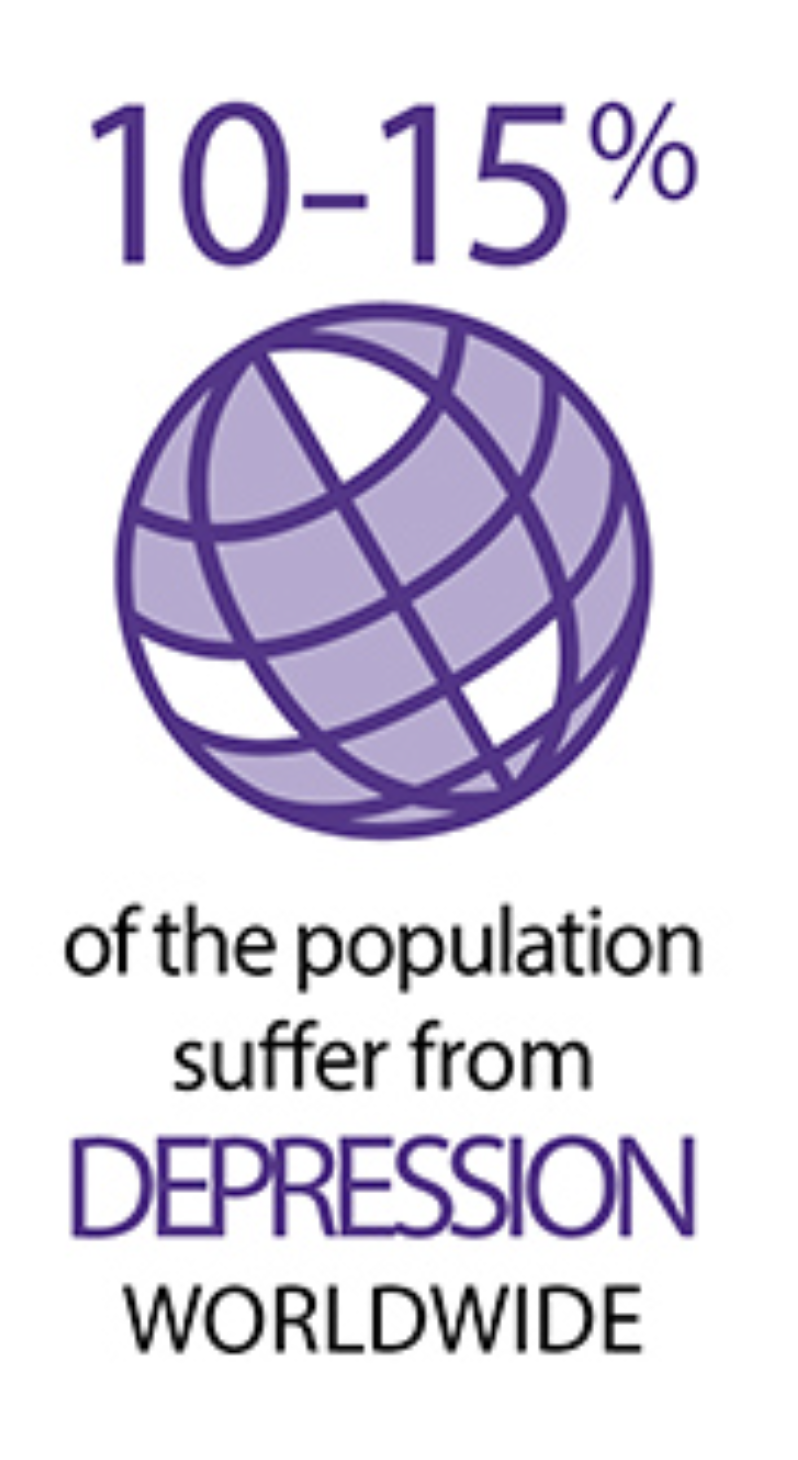 10-15%
of the population
suffer from
DEPRESSION
WORLDWIDE